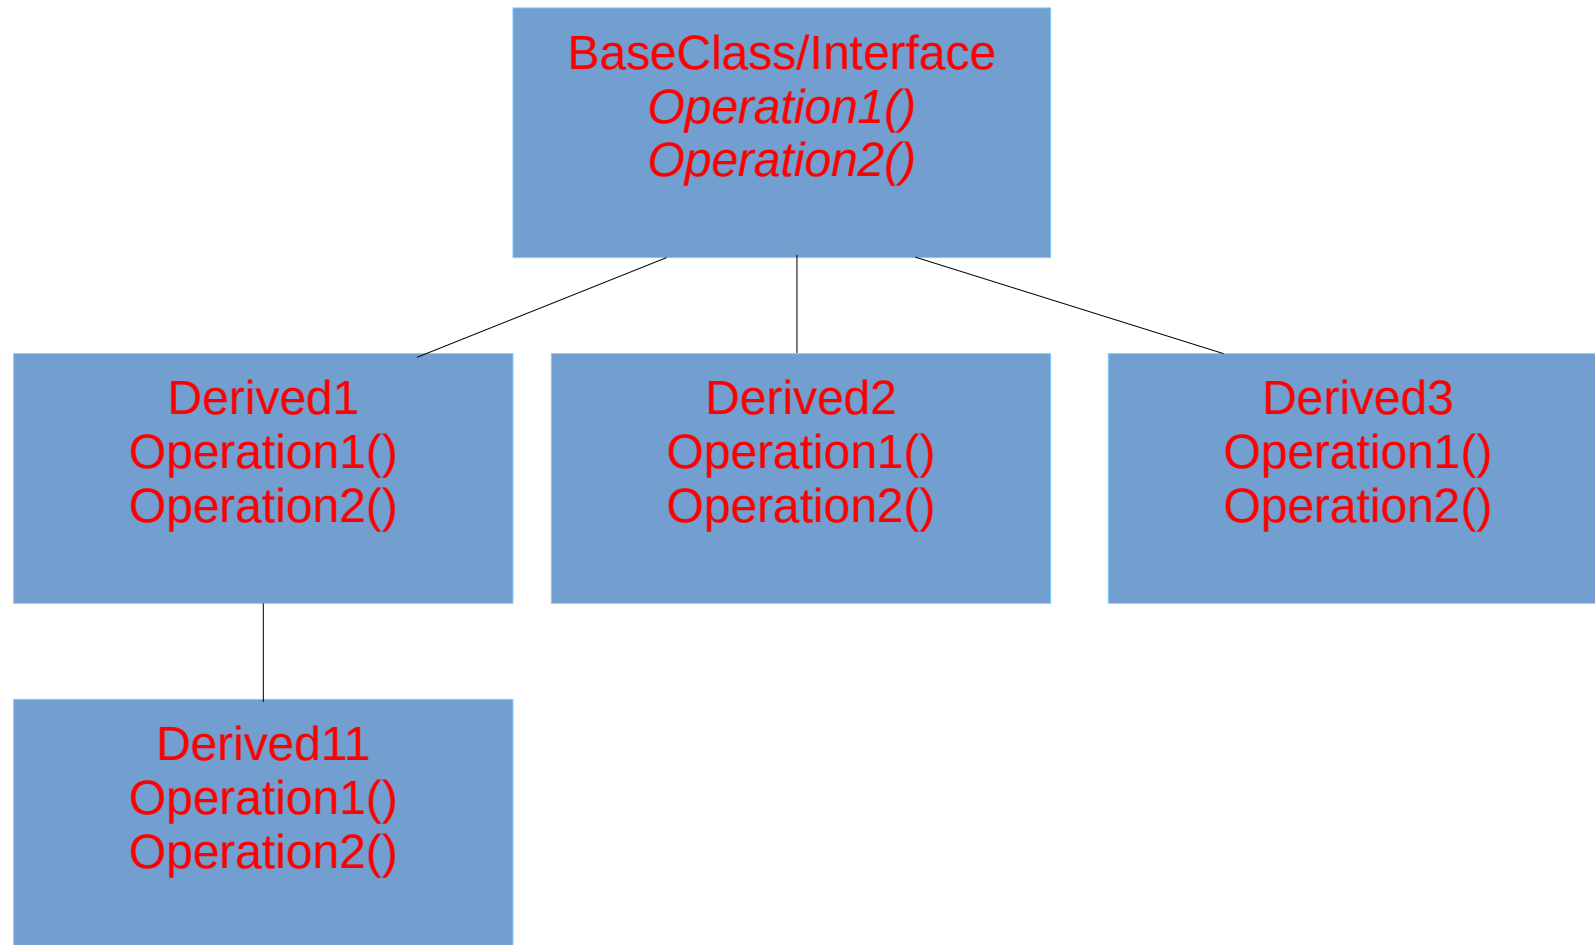 BaseClass/Interface
Operation1()
Operation2()
Derived1
Operation1()
Operation2()
Derived2
Operation1()
Operation2()
Derived3
Operation1()
Operation2()
Derived11
Operation1()
Operation2()